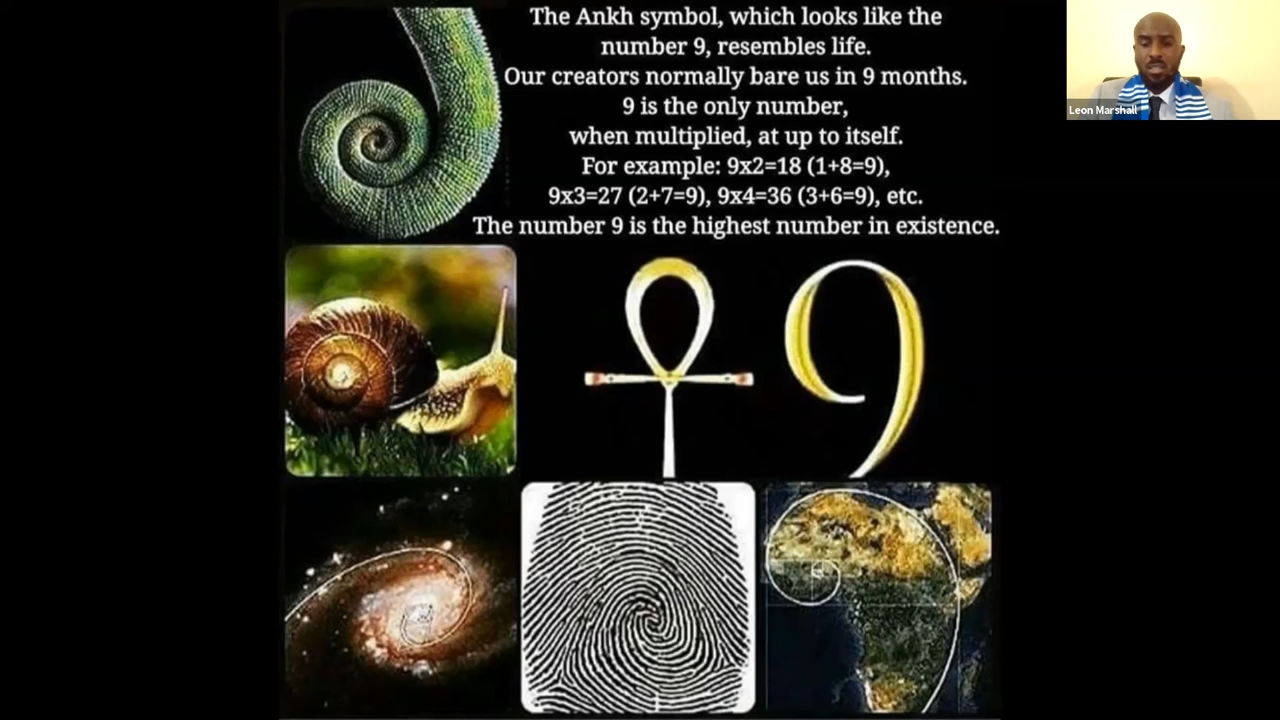 The Ankh symbol, which looks like the
number 9, resembles life.
Our creators normally bare us in 9 months.
9 is the only number,
when multiplied, at up to itself.
For example: 9x2=18 (1+8=9),
9x3=27 (2+7=9), 9x4=36 (3+6=9), etc.
The number 9 is the highest number in existence.
Leon Marshall
9